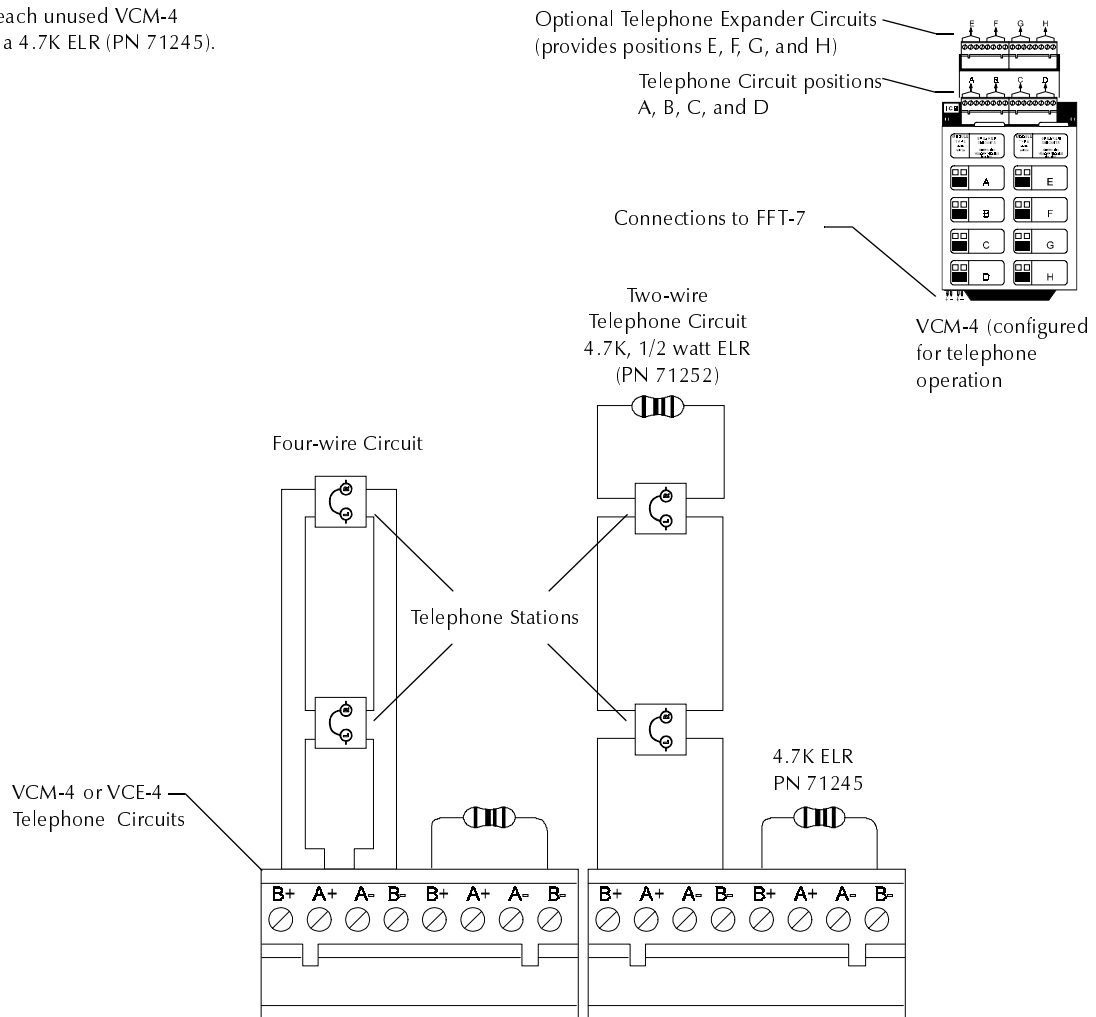 each unused VCM-4
a 4.7K ELR (PN 71245).
Optional Telephone Expander Circuits
(provides positions E, F, G, and H)
E F G H
Telephone Circuit positions
A, B, C, and D
A B C D
A E
B F
C G
D H
Connections to FFT-7
VCM-4 (configured
for telephone
operation
Two-wire
Telephone Circuit
4.7K, 1/2 watt ELR
(PN 71252)
Four-wire Circuit
Telephone Stations
4.7K ELR
PN 71245
VCM-4 or VCE-4
Telephone Circuits
B+ A+ A- B- B+ A+ A- B-
B+ A+ A- B- B+ A+ A- B-